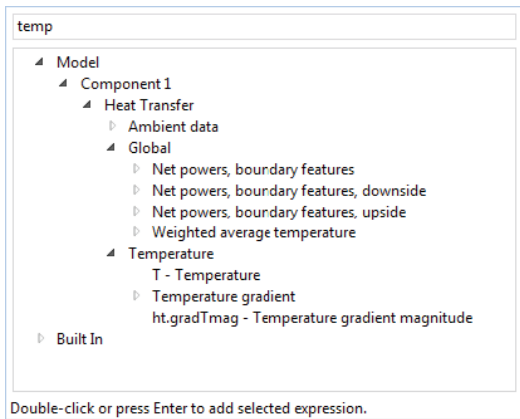 temp
Model
Component 1
Heat Transfer
Ambient data
Global
Net powers, boundary features
Net powers, boundary features, downside
Net powers, boundary features, upside
Weighted average temperature
Temperature
T - Temperature
Temperature gradient
ht.gradTmag - Temperature gradient magnitude
Built In
Double-click or press Enter to add selected expression.